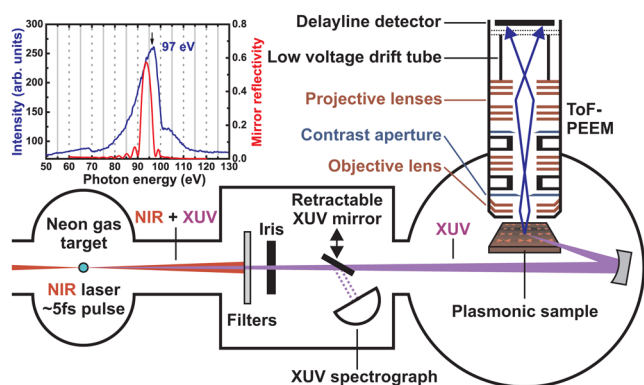 300
250
200
150
100
Intensity (arb. units)
97 eV
0.8
0.6
0.4
0.2
0.0
Mirror reflectivity
50 60 70 80 90 100 110 120 130
Photon energy (eV)
Delayline detector
Low voltage drift tube
Projective lenses
ToF-
PEEM
Contrast aperture
Objective lens
Neon gas
target
NIR + XUV
Iris
Retractable
XUV mirror
XUV
NIR laser
~5fs pulse
Filters
Plasmonic sample
XUV spectrograph